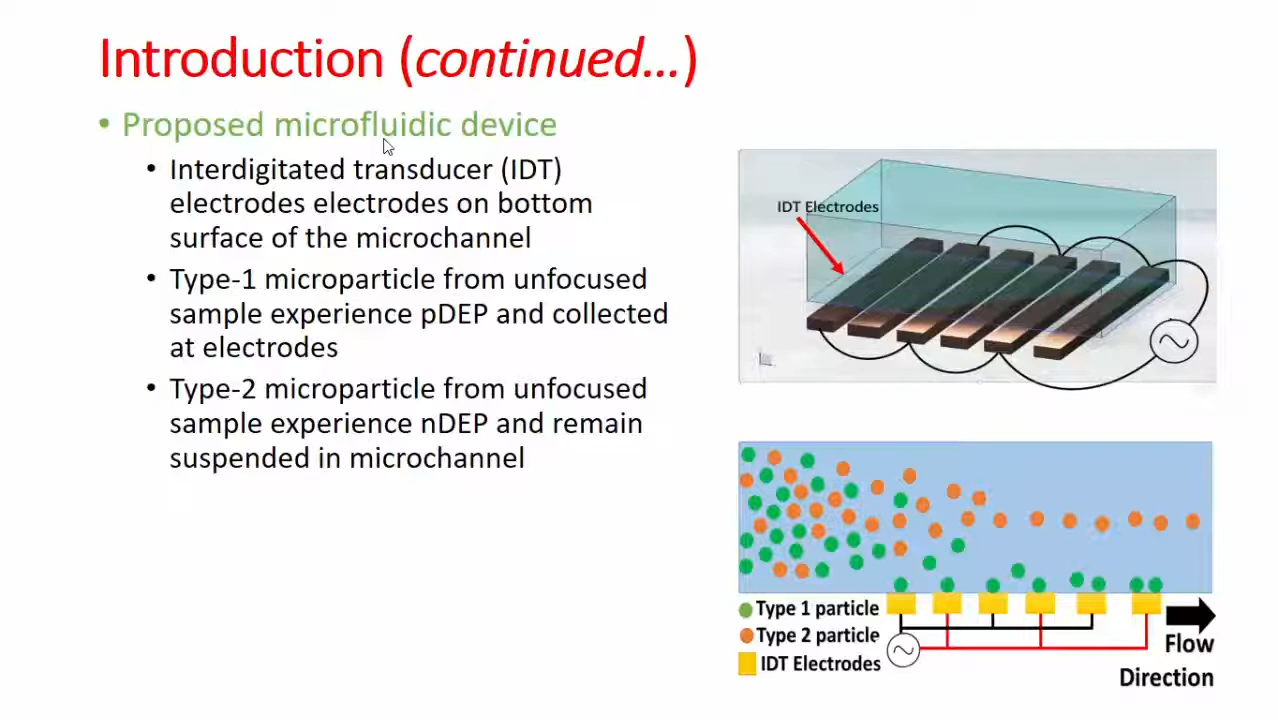 Introduction (continued...)
• Proposed microfluidic device
• Interdigitated transducer (IDT)
electrodes electrodes on bottom
surface of the microchannel
• Type-1 microparticle from unfocused
sample experience pDEP and collected
at electrodes
• Type-2 microparticle from unfocused
sample experience nDEP and remain
suspended in microchannel
IDT Electrodes
Type 1 particle
Type 2 particle
IDT Electrodes
Flow
Direction